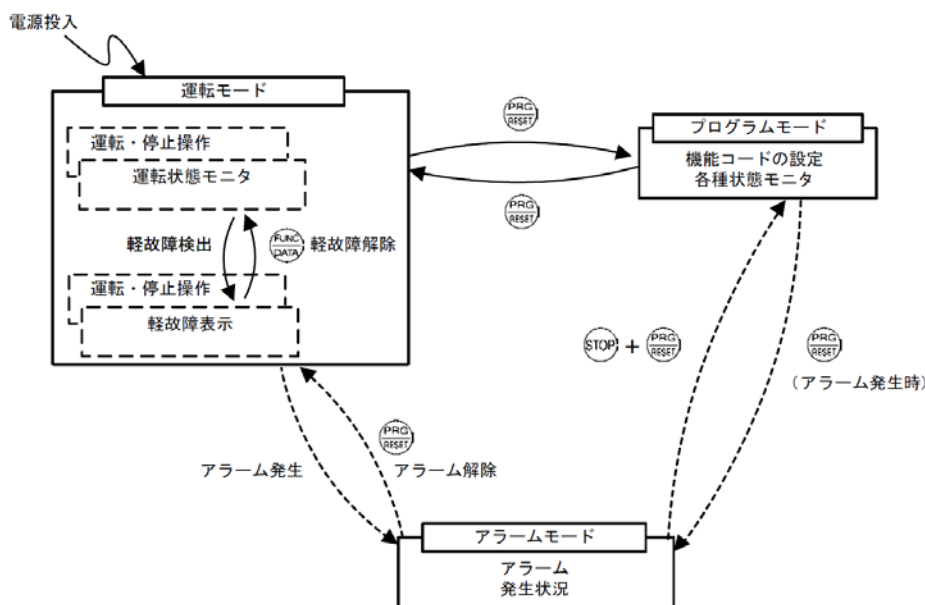 電源投入
運転モード
運転・停止操作
運転状態モニタ
軽故障検出
FUNC
DATA
軽故障解除
運転・停止操作
軽故障表示
PRG
RESET
PRG
RESET
プログラムモード
機能コードの設定
各種状態モニタ
STOP + PRG
RESET
PRG
RESET
(アラーム発生時)
アラーム発生
PRG
RESET
アラーム解除
アラームモード
アラーム
発生状況